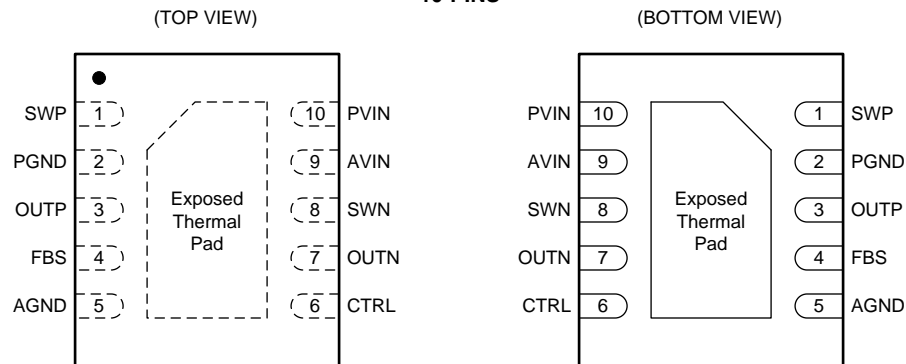 (TOP VIEW)
SWP 1
PGND 2
OUTP 3
FBS 4
AGND 5
Exposed
Thermal
Pad
10 PVIN
9 AVIN
8 SWN
7 OUTN
6 CTRL
(BOTTOM VIEW)
PVIN 10
AVIN 9
SWN 8
OUTN 7
CTRL 6
Exposed
Thermal
Pad
1 SWP
2 PGND
3 OUTP
4 FBS
5 AGND